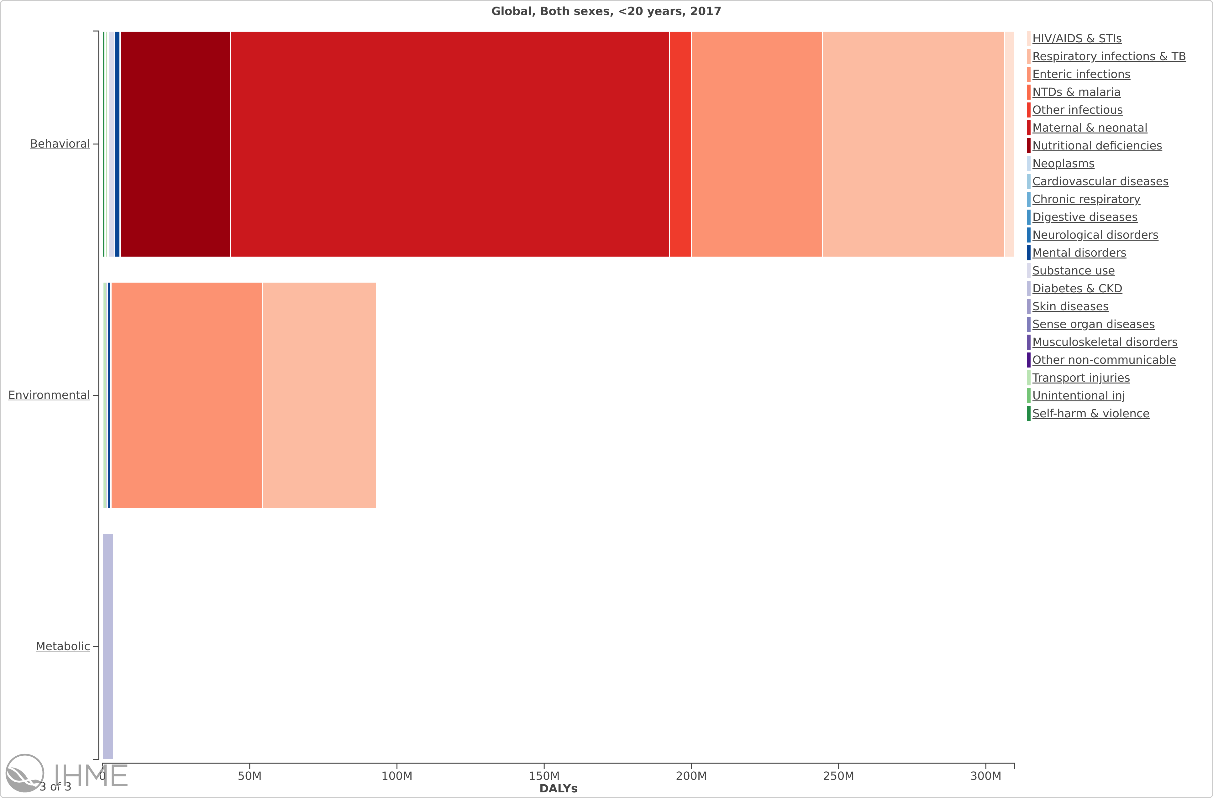 Global, Both sexes, <20 years, 2017
Behavioral
Environmental
Metabolic
HIV/AIDS & STIs
Respiratory infections & TB
Enteric infections
NTDs & malaria
Other infectious
Maternal & neonatal
Nutritional deficiencies
Neoplasms
Cardiovascular diseases
Chronic respiratory
Digestive diseases
Neurological disorders
Mental disorders
Substance use
Diabetes & CKD
Skin diseases
Sense organ diseases
Musculoskeletal disorders
Other non-communicable
Transport injuries
Unintentional inj
Self-harm & violence
0 50M 100M 150M 200M 250M 300M
DALYs
IHME
3 of 3